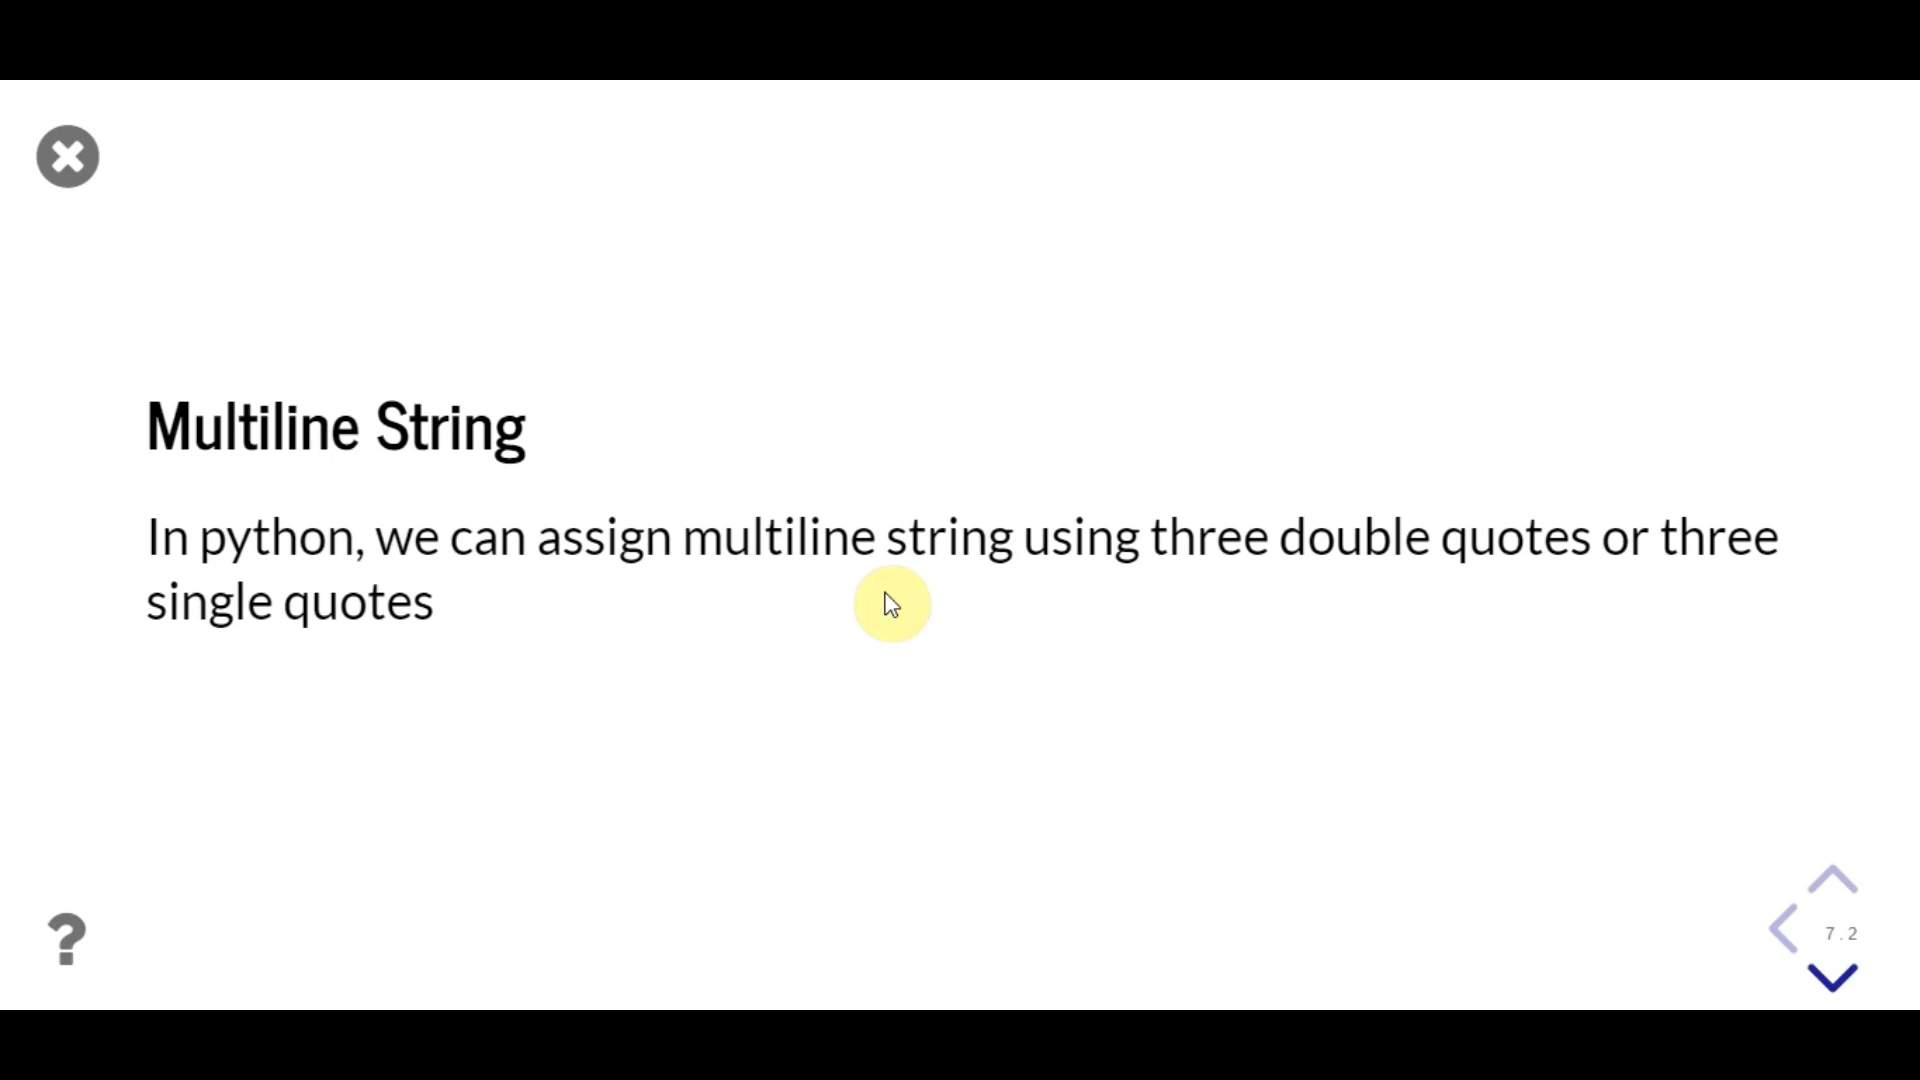 Multiline String
In python, we can assign multiline string using three double quotes or three
single quotes
?
7.2